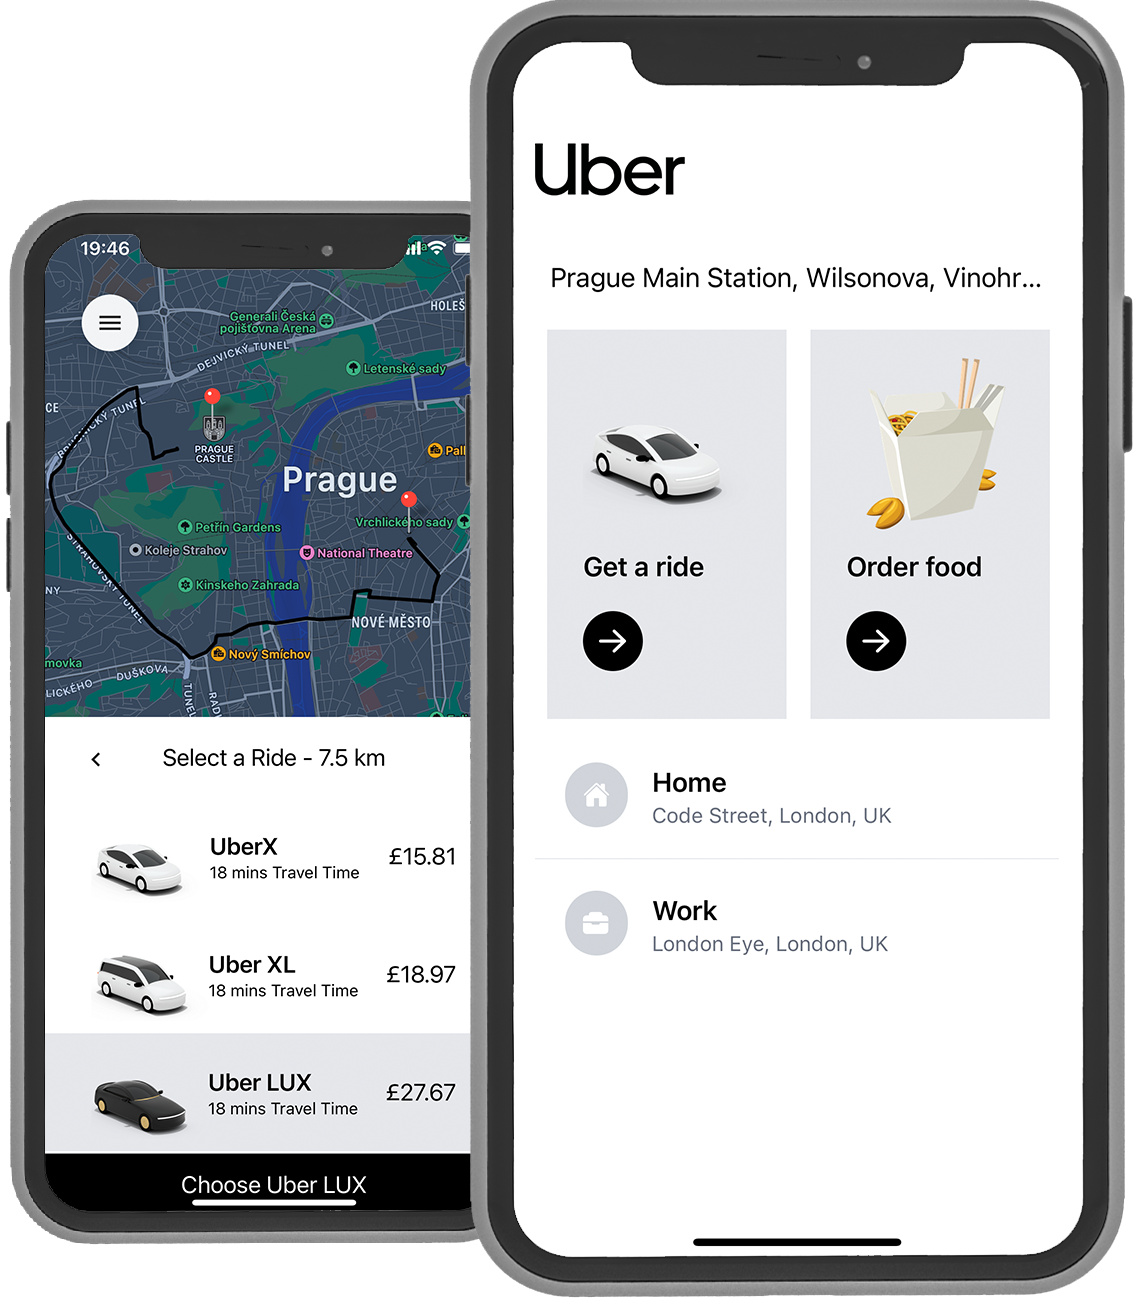 19:46
HOLEŠ
Generali Česká
pojišťovna Arena
DEJVICKÝ TUNEL
Letenské sady
CE
PRAGUE
CASTLE
Pall
Prague
Vrchlického sady
Petřín Gardens
Koleje Strahov
National Theatre
STRAHOVSKÝ TUNEL
Kinskeho Zahrada
NY
NOVÉ MĚSTO
Nový Smíchov
movka
DUŠKOVA
LICKÉHO
TUNEL
RADL
Select a Ride - 7.5 km
UberX
18 mins Travel Time
£15.81
Uber XL
18 mins Travel Time
£18.97
Uber LUX
18 mins Travel Time
£27.67
Choose Uber LUX
Uber
Prague Main Station, Wilsonova, Vinohr...
Get a ride
Order food
Home
Code Street, London, UK
Work
London Eye, London, UK